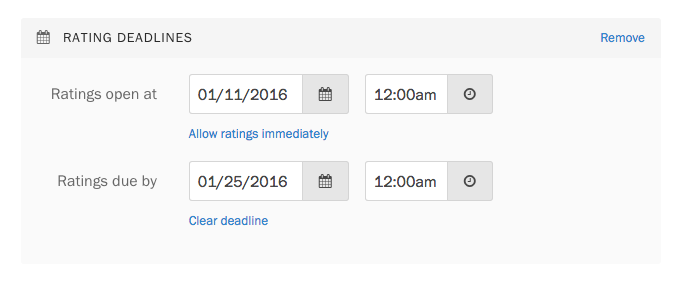 RATING DEADLINES Remove
Ratings open at 01/11/2016 12:00am
Allow ratings immediately
Ratings due by 01/25/2016 12:00am
Clear deadline